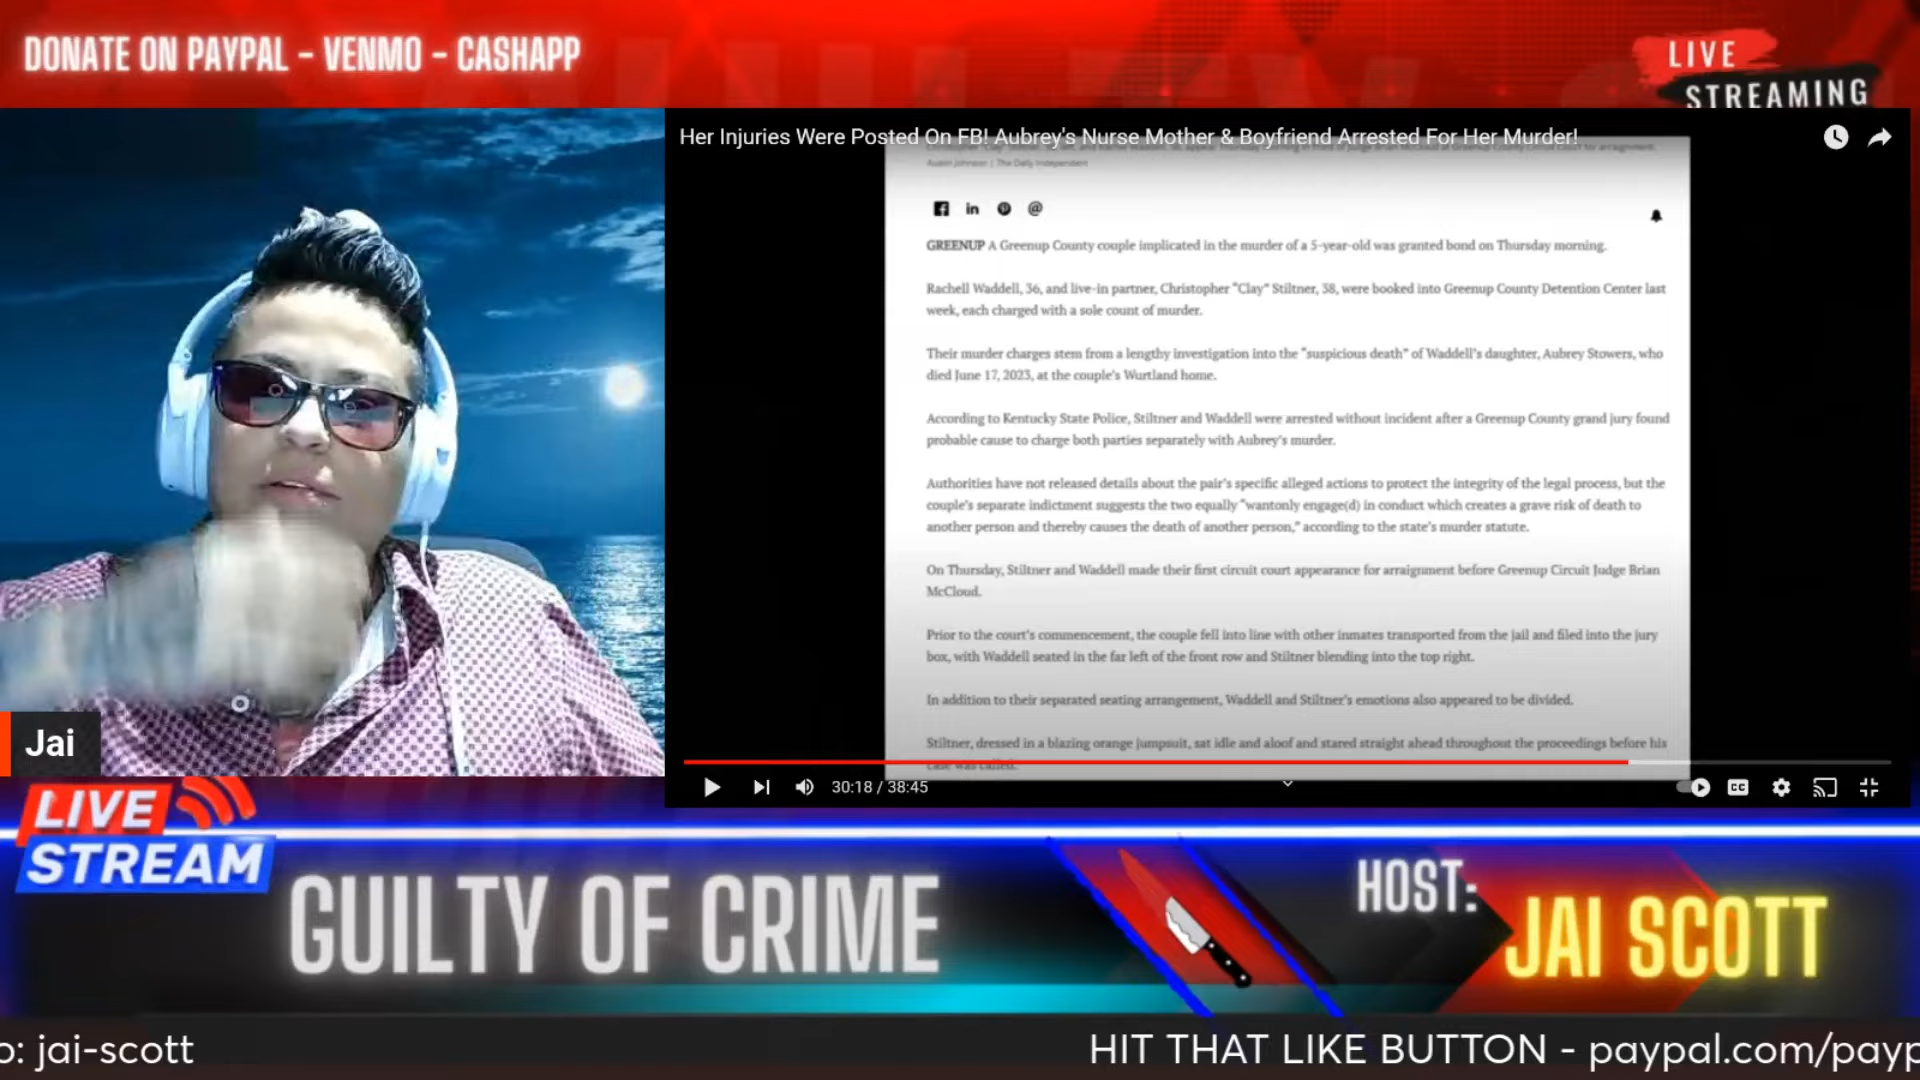 DONATE ON PAYPAL - VENMO - CASHAPP
LIVE
STREAMING
Her Injuries Were Posted On FB! Aubrey's Nurse Mother & Boyfriend Arrested For Her Murder!
Austin Johnson | The Daily Independent
GREENUP A Greenup County couple implicated in the murder of a 5-year-old was granted bond on Thursday morning.
Rachell Waddell, 36, and live-in partner, Christopher "Clay" Stiltner, 38, were booked into Greenup County Detention Center last
week, each charged with a sole count of murder.
Their murder charges stem from a lengthy investigation into the "suspicious death" of Waddell's daughter, Aubrey Stowers, who
died June 17, 2023, at the couple's Wurtland home.
According to Kentucky State Police, Stiltner and Waddell were arrested without incident after a Greenup County grand jury found
probable cause to charge both parties separately with Aubrey's murder.
Authorities have not released details about the pair's specific alleged actions to protect the integrity of the legal process, but the
couple's separate indictment suggests the two equally "wantonly engage(d) in conduct which creates a grave risk of death to
another person and thereby causes the death of another person," according to the state's murder statute.
On Thursday, Stiltner and Waddell made their first circuit court appearance for arraignment before Greenup Circuit Judge Brian
McCloud.
Prior to the court's commencement, the couple fell into line with other inmates transported from the jail and filed into the jury
box, with Waddell seated in the far left of the front row and Stiltner blending into the top right.
In addition to their separated seating arrangement, Waddell and Stiltner's emotions also appeared to be divided.
Stiltner, dressed in a blazing orange jumpsuit, sat idle and aloof and stared straight ahead throughout the proceedings before his
case was called.
30:18 / 38:45
CC
Jai
LIVE
STREAM
GUILTY OF CRIME
HOST:
JAI SCOTT
o: jai-scott
HIT THAT LIKE BUTTON - paypal.com/payp